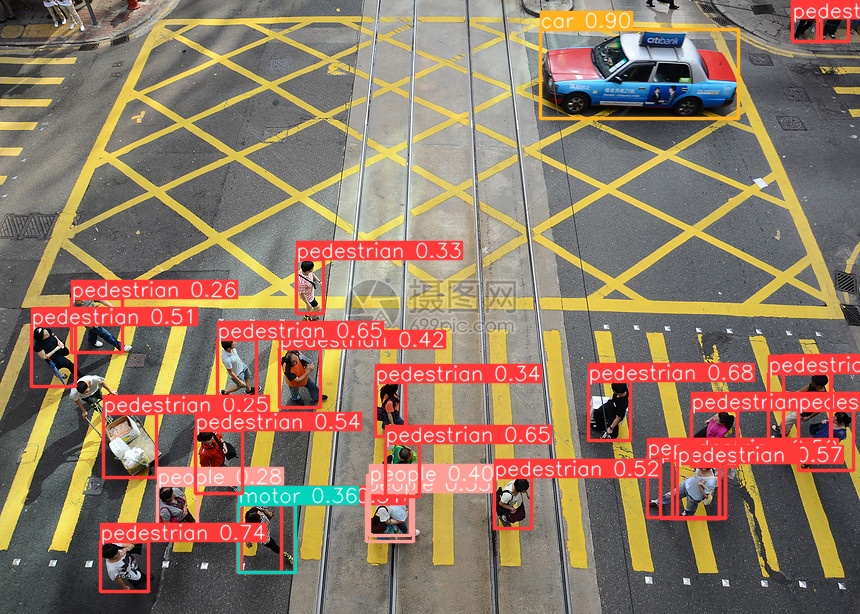 car 0.90
pedest
citibank
pedestrian 0.33
pedestrian 0.26
pedestrian 0.51
pedestrian 0.65
0.42
摄图网
699pic.com
pedestrian 0.34
pedestrian 0.68
pedestria
pedestrian 0.25
pedestrian
pedes
pedestrian 0.54
pedestrian 0.65
pedestrian 0.57
people 0.28
people 0.40
pedestrian 0.52
motor 0.36
pedestrian 0.74